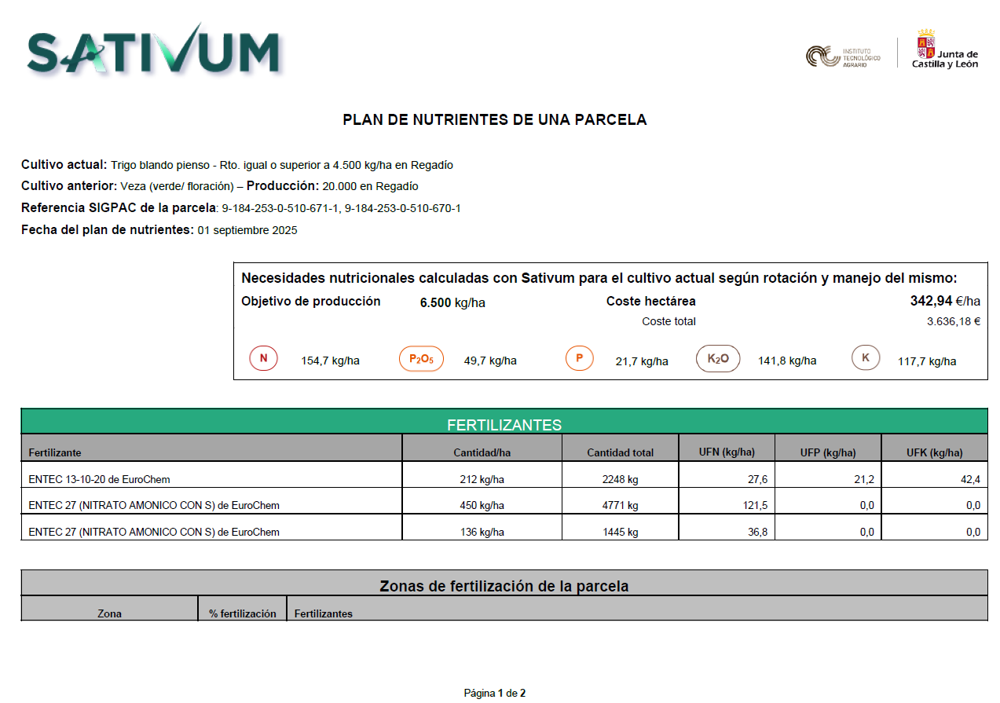 SATIVUM
INSTITUTO
TECNOLÓGICO
AGRARIO
Junta de
Castilla y León
PLAN DE NUTRIENTES DE UNA PARCELA
Cultivo actual: Trigo blando pienso - Rto. igual o superior a 4.500 kg/ha en Regadío
Cultivo anterior: Veza (verde/ floración) – Producción: 20.000 en Regadío
Referencia SIGPAC de la parcela: 9-184-253-0-510-671-1, 9-184-253-0-510-670-1
Fecha del plan de nutrientes: 01 septiembre 2025
Necesidades nutricionales calculadas con Sativum para el cultivo actual según rotación y manejo del mismo:
Objetivo de producción 6.500 kg/ha Coste hectárea 342,94 €/ha
Coste total 3.636,18 €
N 154,7 kg/ha P2O5 49,7 kg/ha P 21,7 kg/ha K2O 141,8 kg/ha K 117,7 kg/ha
FERTILIZANTES
Fertilizante Cantidad/ha Cantidad total UFN (kg/ha) UFP (kg/ha) UFK (kg/ha)
ENTEC 13-10-20 de EuroChem 212 kg/ha 2248 kg 27,6 21,2 42,4
ENTEC 27 (NITRATO AMONICO CON S) de EuroChem 450 kg/ha 4771 kg 121,5 0,0 0,0
ENTEC 27 (NITRATO AMONICO CON S) de EuroChem 136 kg/ha 1445 kg 36,8 0,0 0,0
Zonas de fertilización de la parcela
Zona % fertilización Fertilizantes
Página 1 de 2